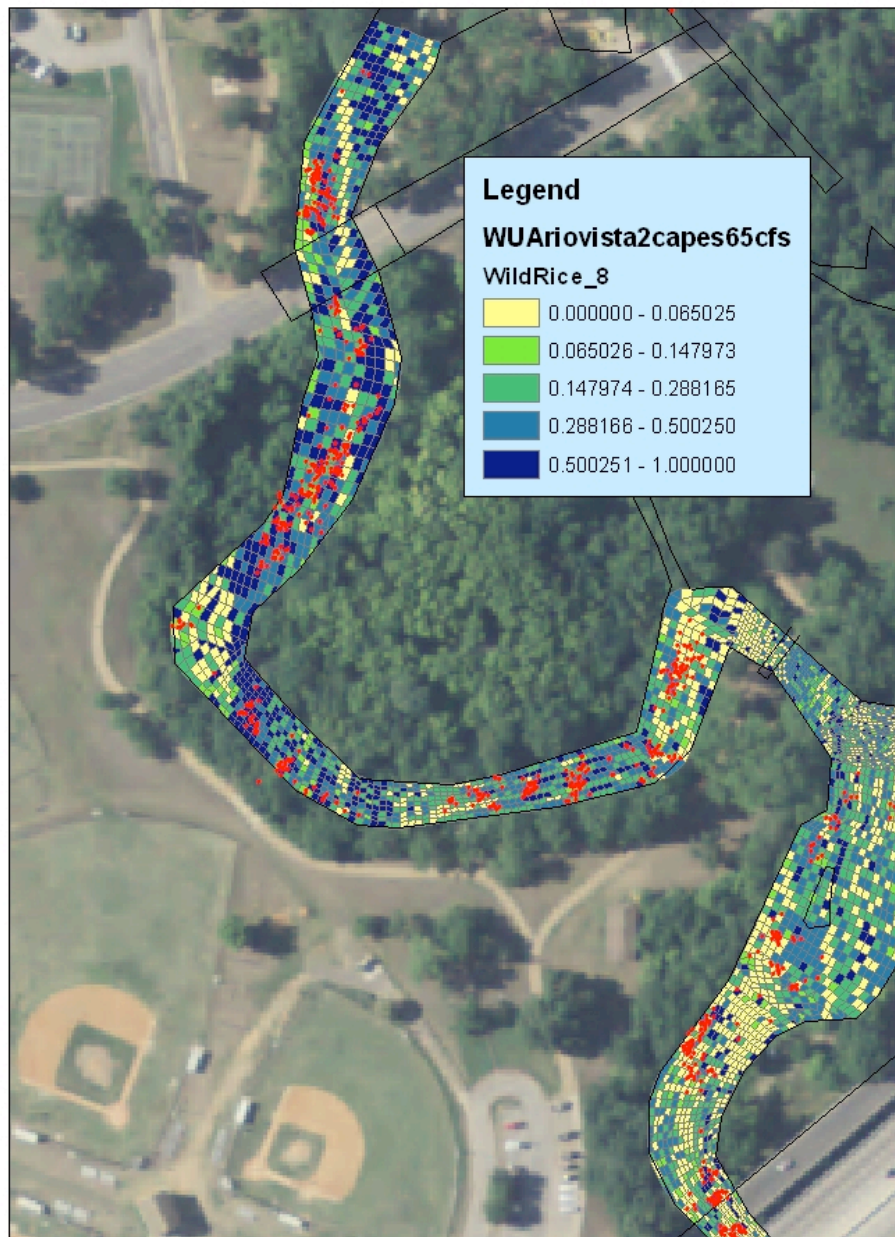 Legend
WUAriovista2capes65cfs
WildRice_8
0.000000 - 0.065025
0.065026 - 0.147973
0.147974 - 0.288165
0.288166 - 0.500250
0.500251 - 1.000000